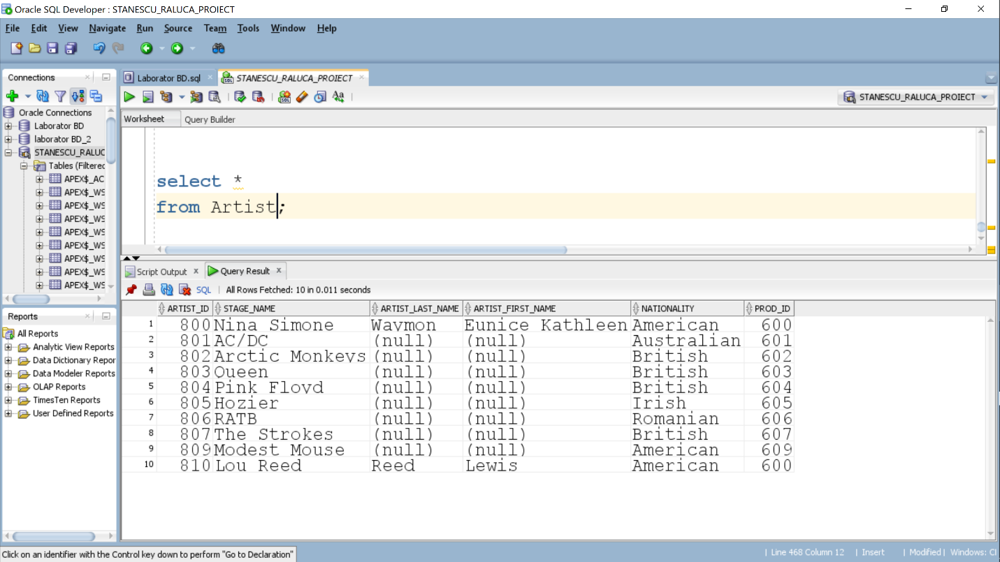 Oracle SQL Developer : STANESCU_RALUCA_PROIECT
File Edit View Navigate Run Source Team Tools Window Help
Connections
Oracle Connections
Laborator BD
laborator BD_2
STANESCU_RALUC
Tables (Filtered
APEX$_AC
APEX$_WS
APEX$_WS
APEX$_WS
APEX$_WS
APEX$_WS
APEX$_WS
APEX$_WS
APEX$_WS
Reports
All Reports
Analytic View Reports
Data Dictionary Repor
Data Modeler Reports
OLAP Reports
TimesTen Reports
User Defined Reports
Laborator BD.sql STANESCU_RALUCA_PROIECT
STANESCU_RALUCA_PROIECT
Worksheet Query Builder
select *
from Artist;
Script Output Query Result
SQL All Rows Fetched: 10 in 0.011 seconds
ARTIST_ID STAGE_NAME ARTIST_LAST_NAME ARTIST_FIRST_NAME NATIONALITY PROD_ID
1 800 Nina Simone Waymon Eunice Kathleen American 600
2 801 AC/DC (null) (null) Australian 601
3 802 Arctic Monkeys (null) (null) British 602
4 803 Queen (null) (null) British 603
5 804 Pink Floyd (null) (null) British 604
6 805 Hozier (null) (null) Irish 605
7 806 RATB (null) (null) Romanian 606
8 807 The Strokes (null) (null) British 607
9 809 Modest Mouse (null) (null) American 609
10 810 Lou Reed Reed Lewis American 600
Click on an identifier with the Control key down to perform "Go to Declaration"
| Line 468 Column 12 | Insert | Modified | Windows: Cl